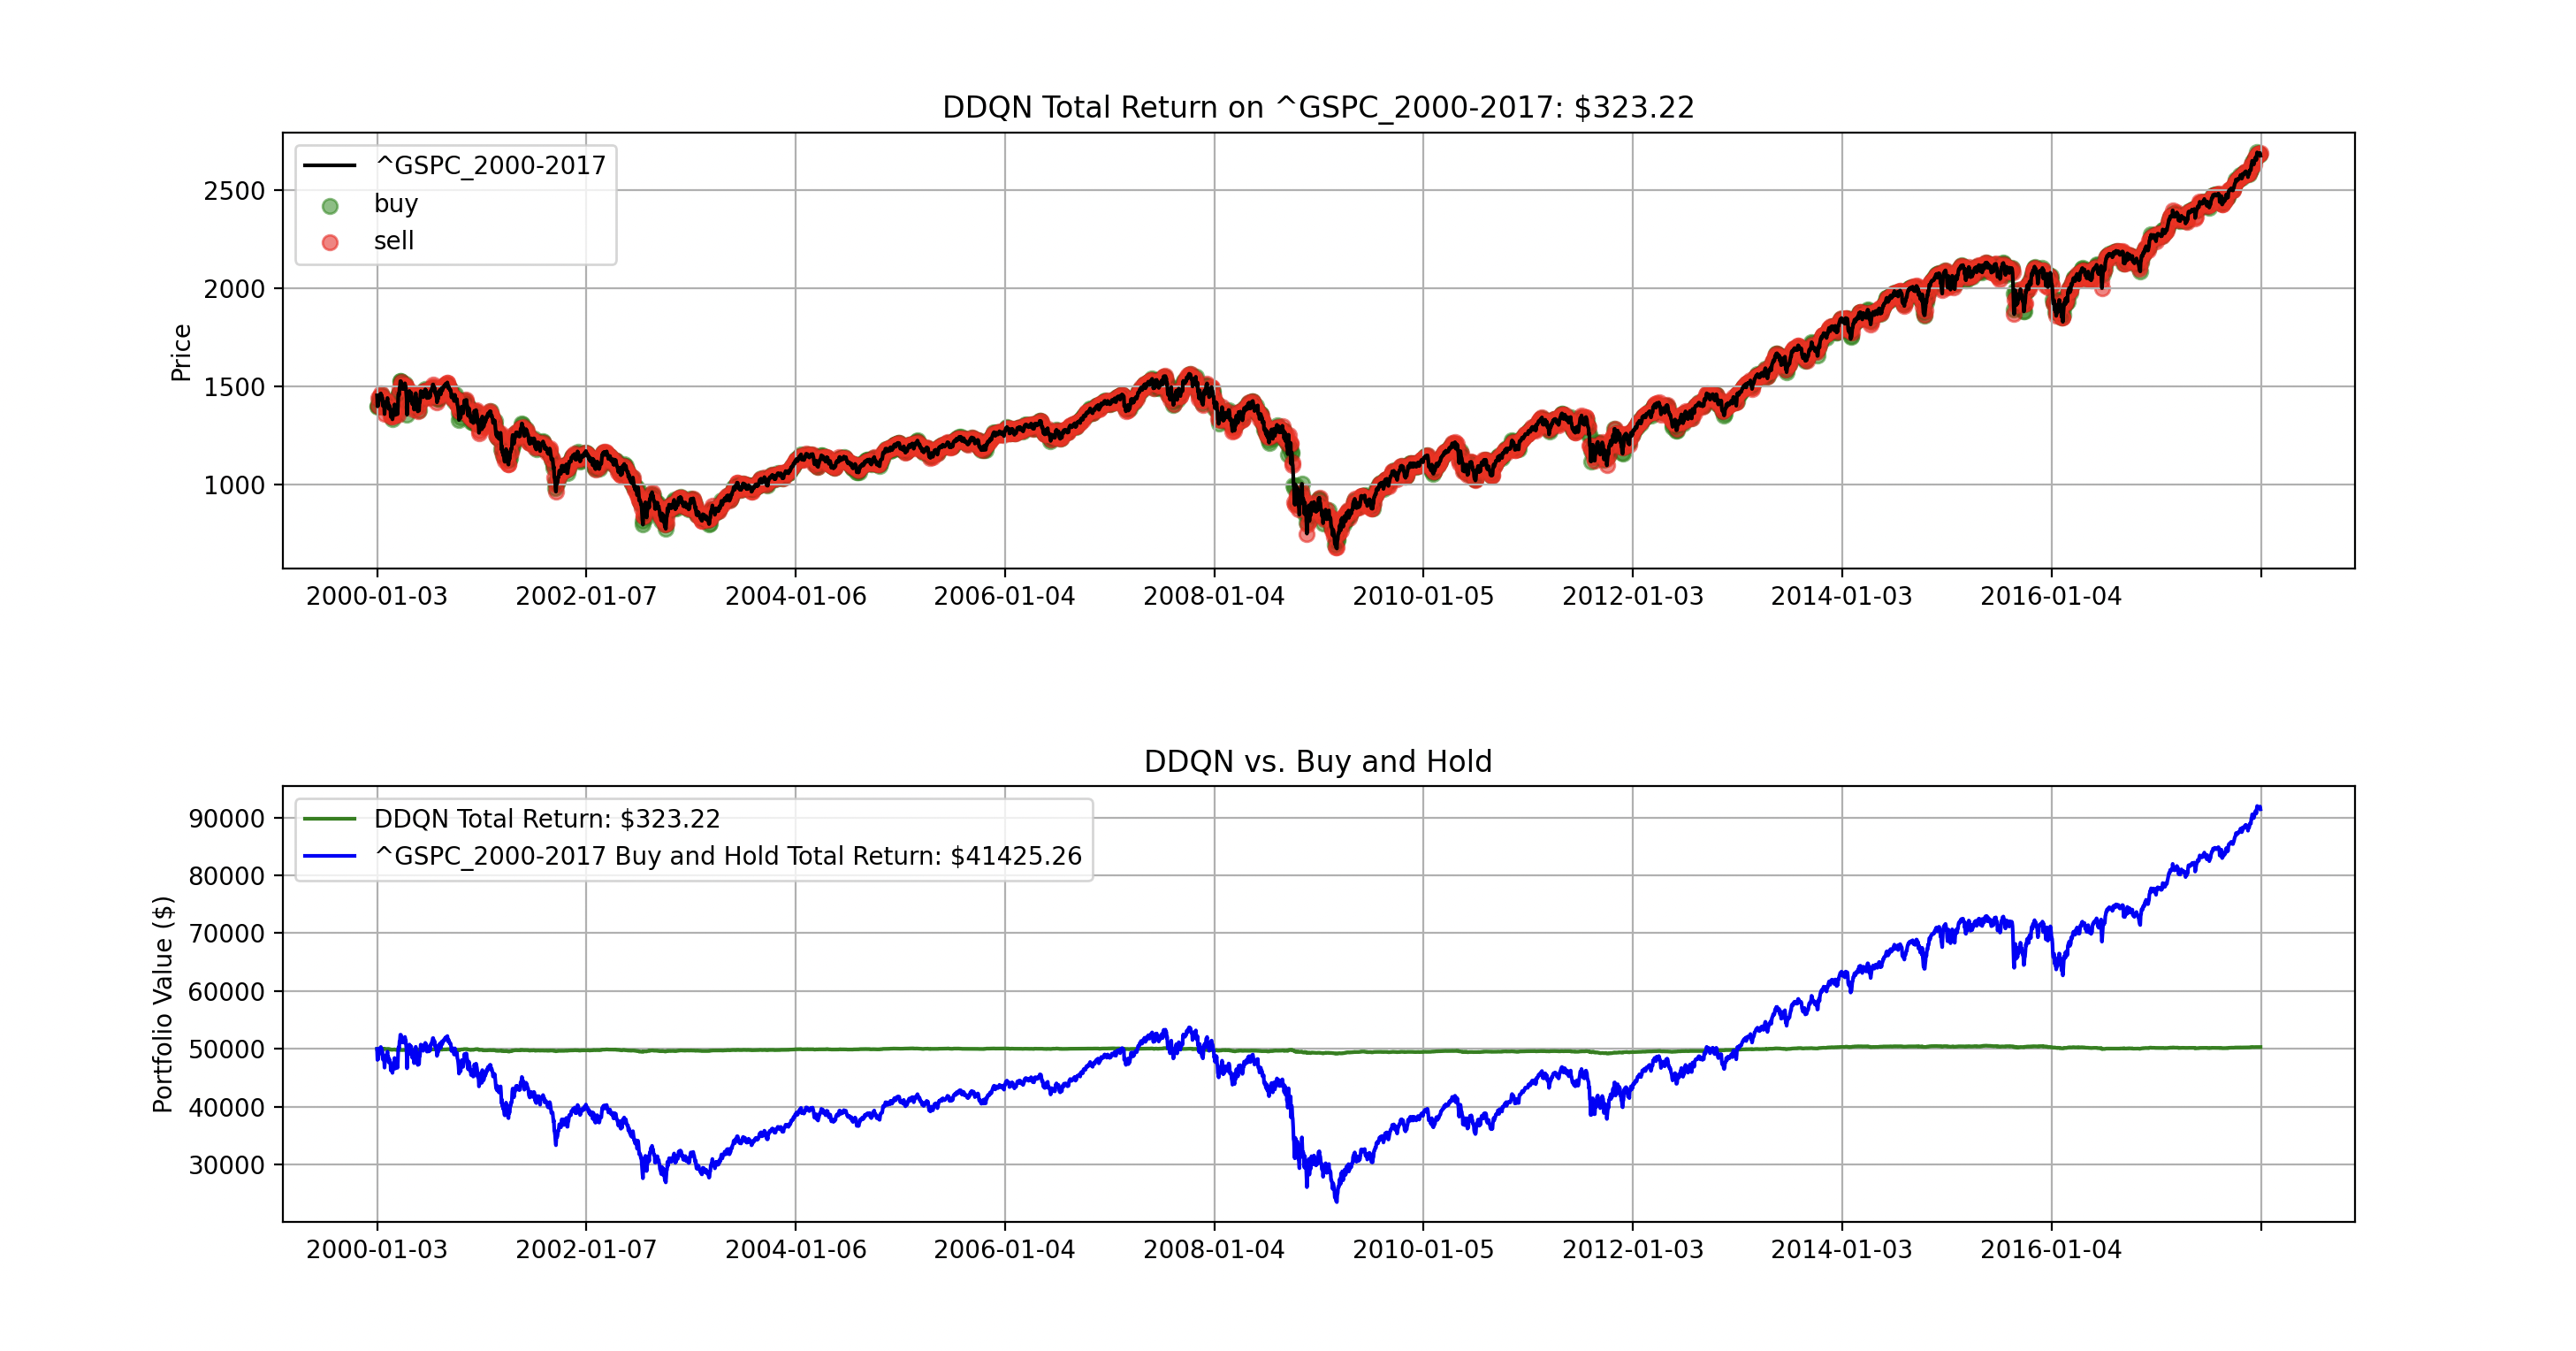 DDQN Total Return on ^GSPC_2000-2017: $323.22
^GSPC_2000-2017
buy
sell
Price
2500
2000
1500
1000
2000-01-03 2002-01-07 2004-01-06 2006-01-04 2008-01-04 2010-01-05 2012-01-03 2014-01-03 2016-01-04
DDQN vs. Buy and Hold
DDQN Total Return: $323.22
^GSPC_2000-2017 Buy and Hold Total Return: $41425.26
Portfolio Value ($)
90000
80000
70000
60000
50000
40000
30000
2000-01-03 2002-01-07 2004-01-06 2006-01-04 2008-01-04 2010-01-05 2012-01-03 2014-01-03 2016-01-04